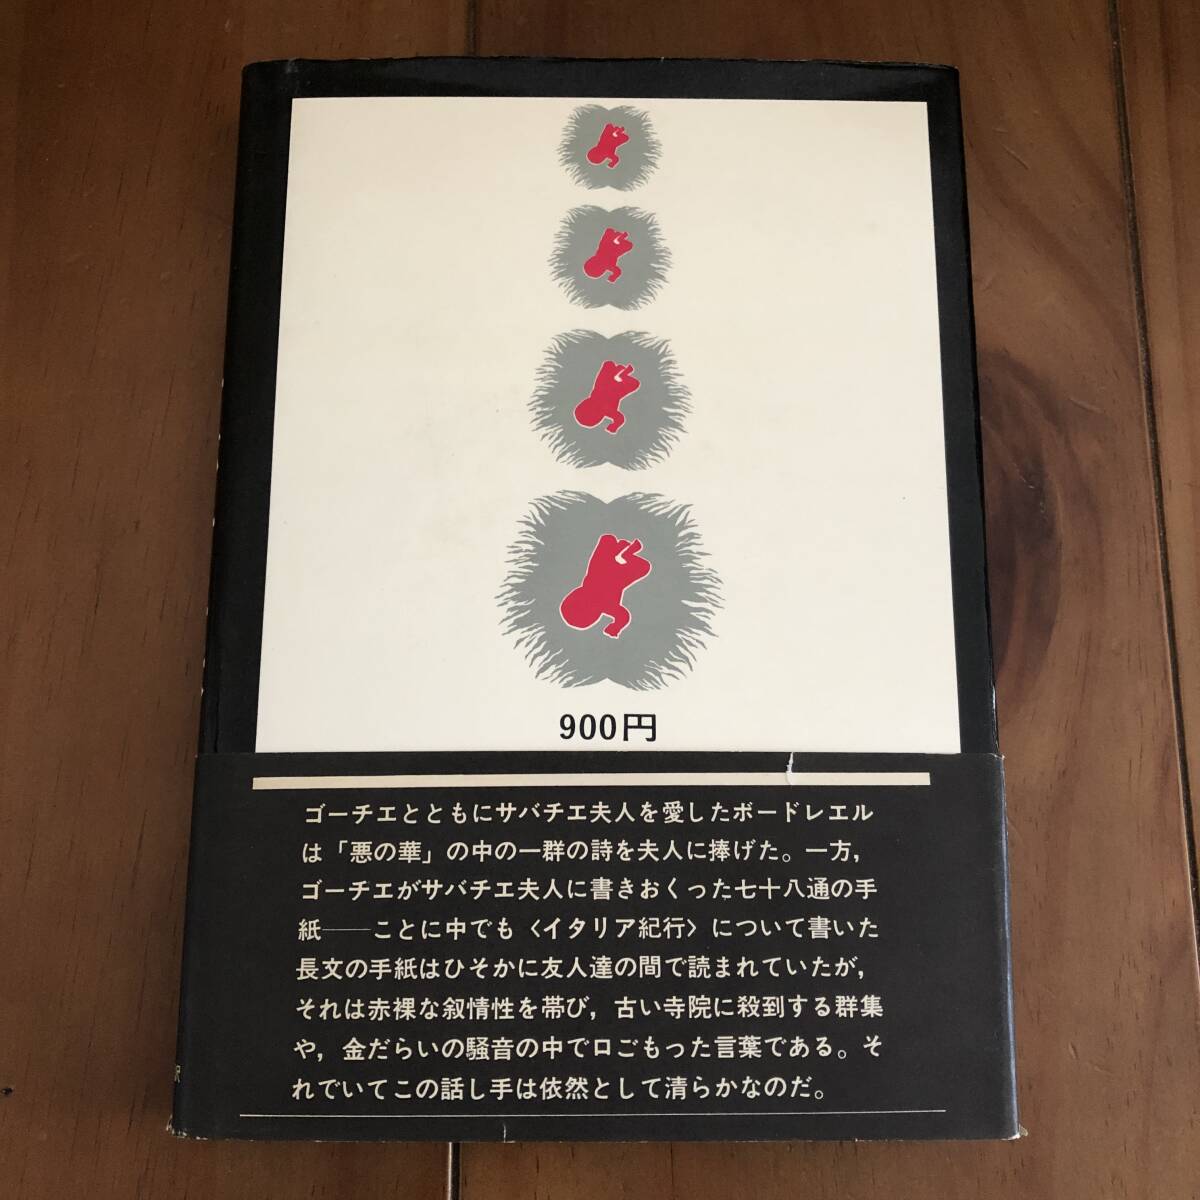 900円
ゴーチエとともにサバチエ夫人を愛したボードレエル
は「悪の華」の中の一群の詩を夫人に捧げた。一方,
ゴーチエがサバチエ夫人に書きおくった七十八通の手
紙——ことに中でも〈イタリア紀行〉について書いた
長文の手紙はひそかに友人達の間で読まれていたが,
それは赤裸な叙情性を帯び,古い寺院に殺到する群集
や,金だらいの騒音の中で口ごもった言葉である。そ
れでいてこの話し手は依然として清らかなのだ。
訳